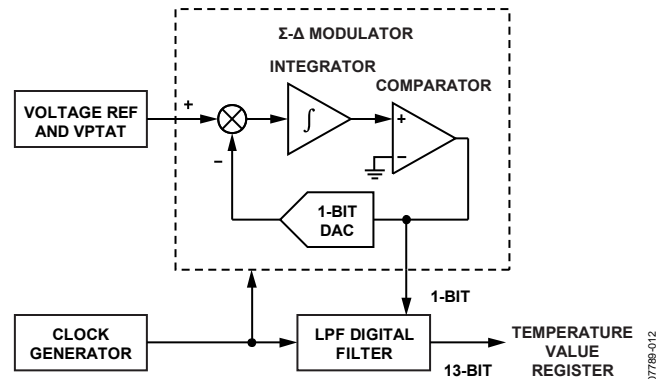 Σ-Δ MODULATOR
INTEGRATOR
COMPARATOR
VOLTAGE REF
AND VPTAT
+
−
∫
+
−
1-BIT
DAC
1-BIT
CLOCK
GENERATOR
LPF DIGITAL
FILTER
13-BIT
TEMPERATURE
VALUE
REGISTER
07789-012